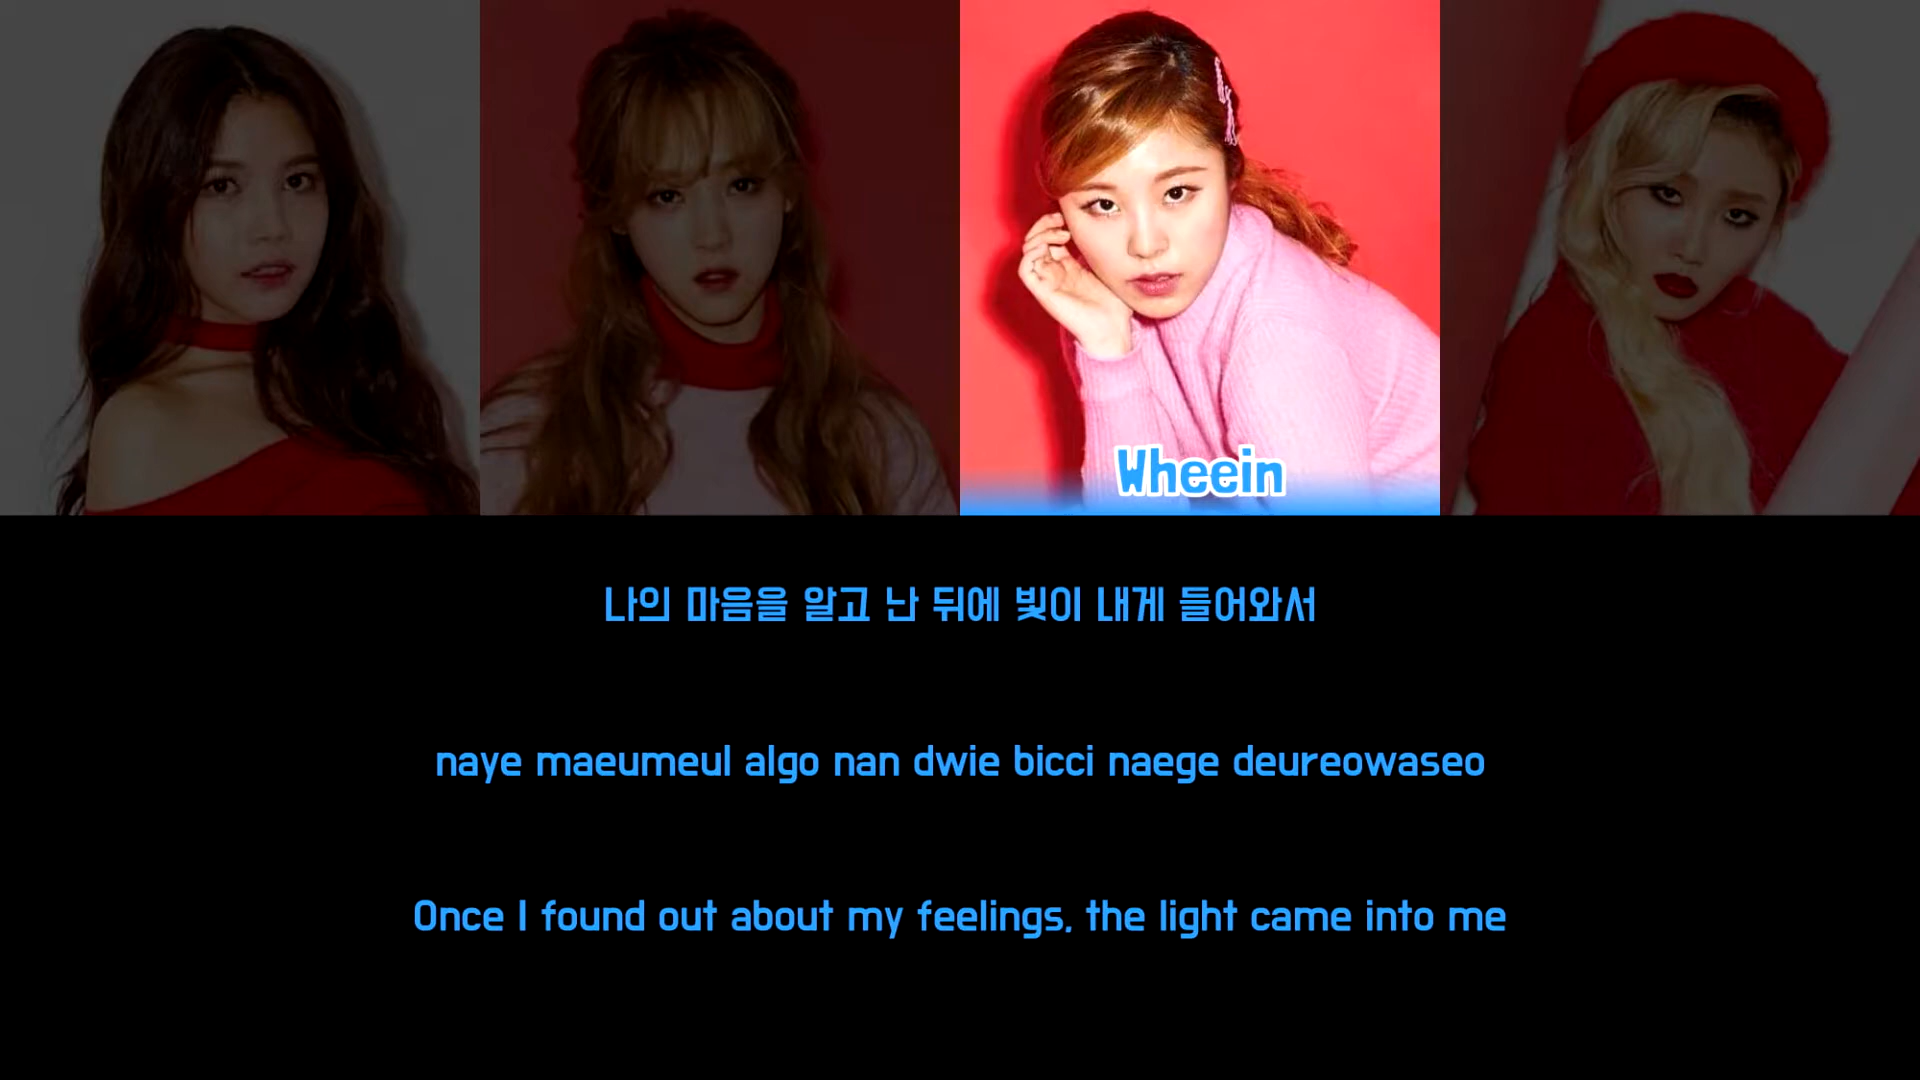 Wheein
나의 마음을 알고 난 뒤에 빛이 내게 들어와서
naye maeumeul algo nan dwie bicci naege deureowaseo
Once I found out about my feelings, the light came into me